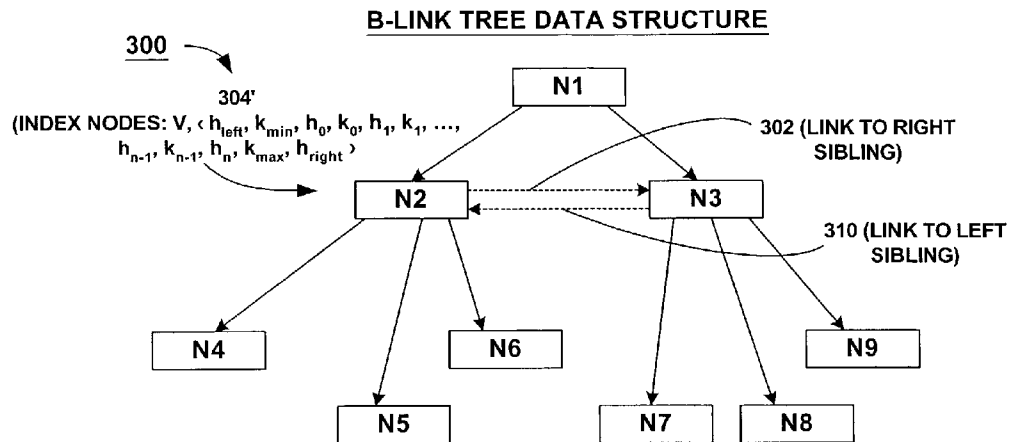 B-LINK TREE DATA STRUCTURE
300
304'
(INDEX NODES: V, ‹ h_left, k_min, h_0, k_0, h_1, k_1, ...,
h_n-1, k_n-1, h_n, k_max, h_right ›
N1
302 (LINK TO RIGHT
SIBLING)
N2
N3
310 (LINK TO LEFT
SIBLING)
N4
N6
N9
N5
N7
N8